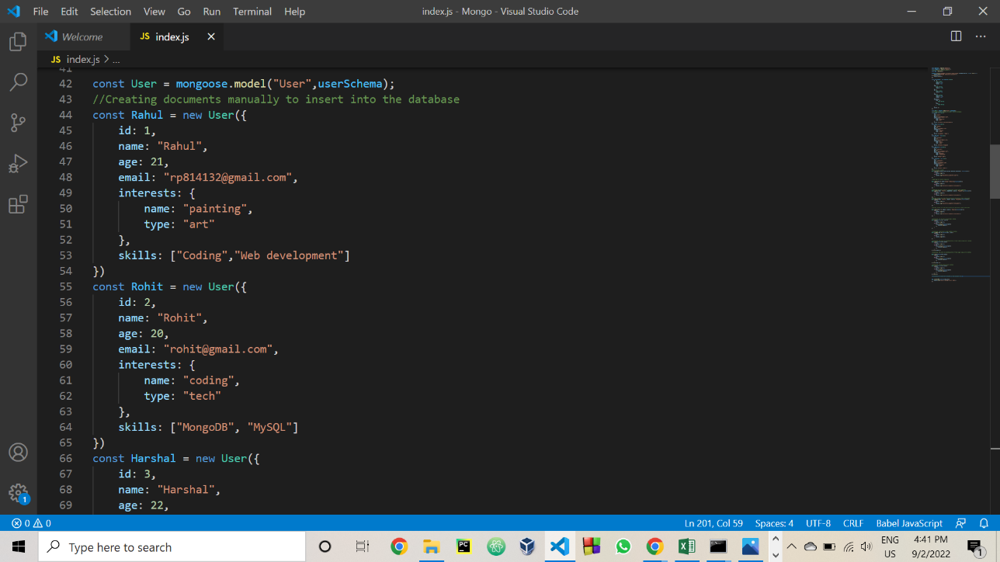 File Edit Selection View Go Run Terminal Help index.js - Mongo - Visual Studio Code
Welcome JS index.js
JS index.js > ...
41
42 const User = mongoose.model("User",userSchema);
43 //Creating documents manually to insert into the database
44 const Rahul = new User({
45 id: 1,
46 name: "Rahul",
47 age: 21,
48 email: "rp814132@gmail.com",
49 interests: {
50 name: "painting",
51 type: "art"
52 },
53 skills: ["Coding","Web development"]
54 })
55 const Rohit = new User({
56 id: 2,
57 name: "Rohit",
58 age: 20,
59 email: "rohit@gmail.com",
60 interests: {
61 name: "coding",
62 type: "tech"
63 },
64 skills: ["MongoDB", "MySQL"]
65 })
66 const Harshal = new User({
67 id: 3,
68 name: "Harshal",
69 age: 22,
1
0 0 Ln 201, Col 59 Spaces: 4 UTF-8 CRLF Babel JavaScript
Type here to search
PC
ENG
US
4:41 PM
9/2/2022
1